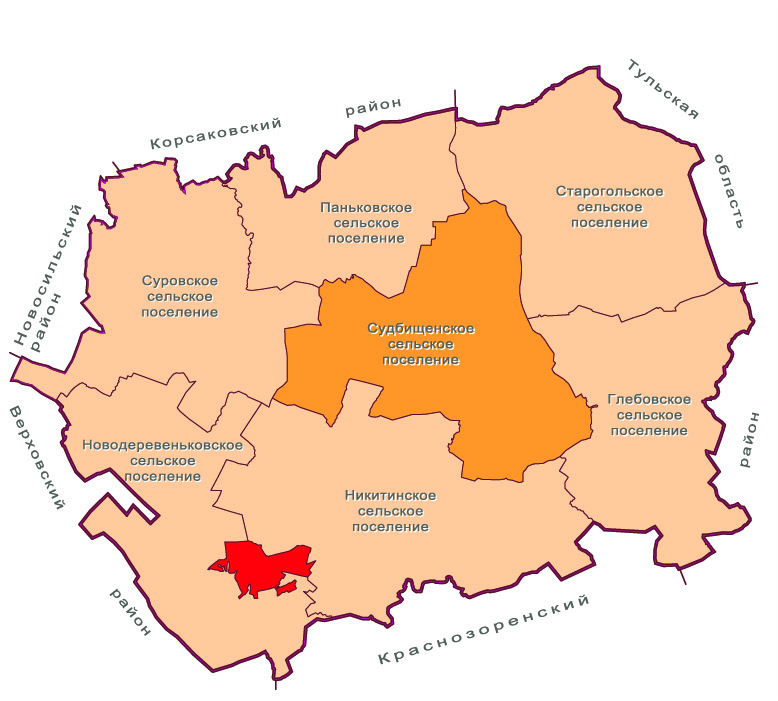 Корсаковский район
Тульская область
Новосильский район
Старогольское
сельское
поселение
Паньковское
сельское
поселение
Суровское
сельское
поселение
Судбищенское
сельское
поселение
Глебовское
сельское
поселение
Новодеревеньковское
сельское
поселение
Никитинское
сельское
поселение
Верховский район
Краснозоренский район